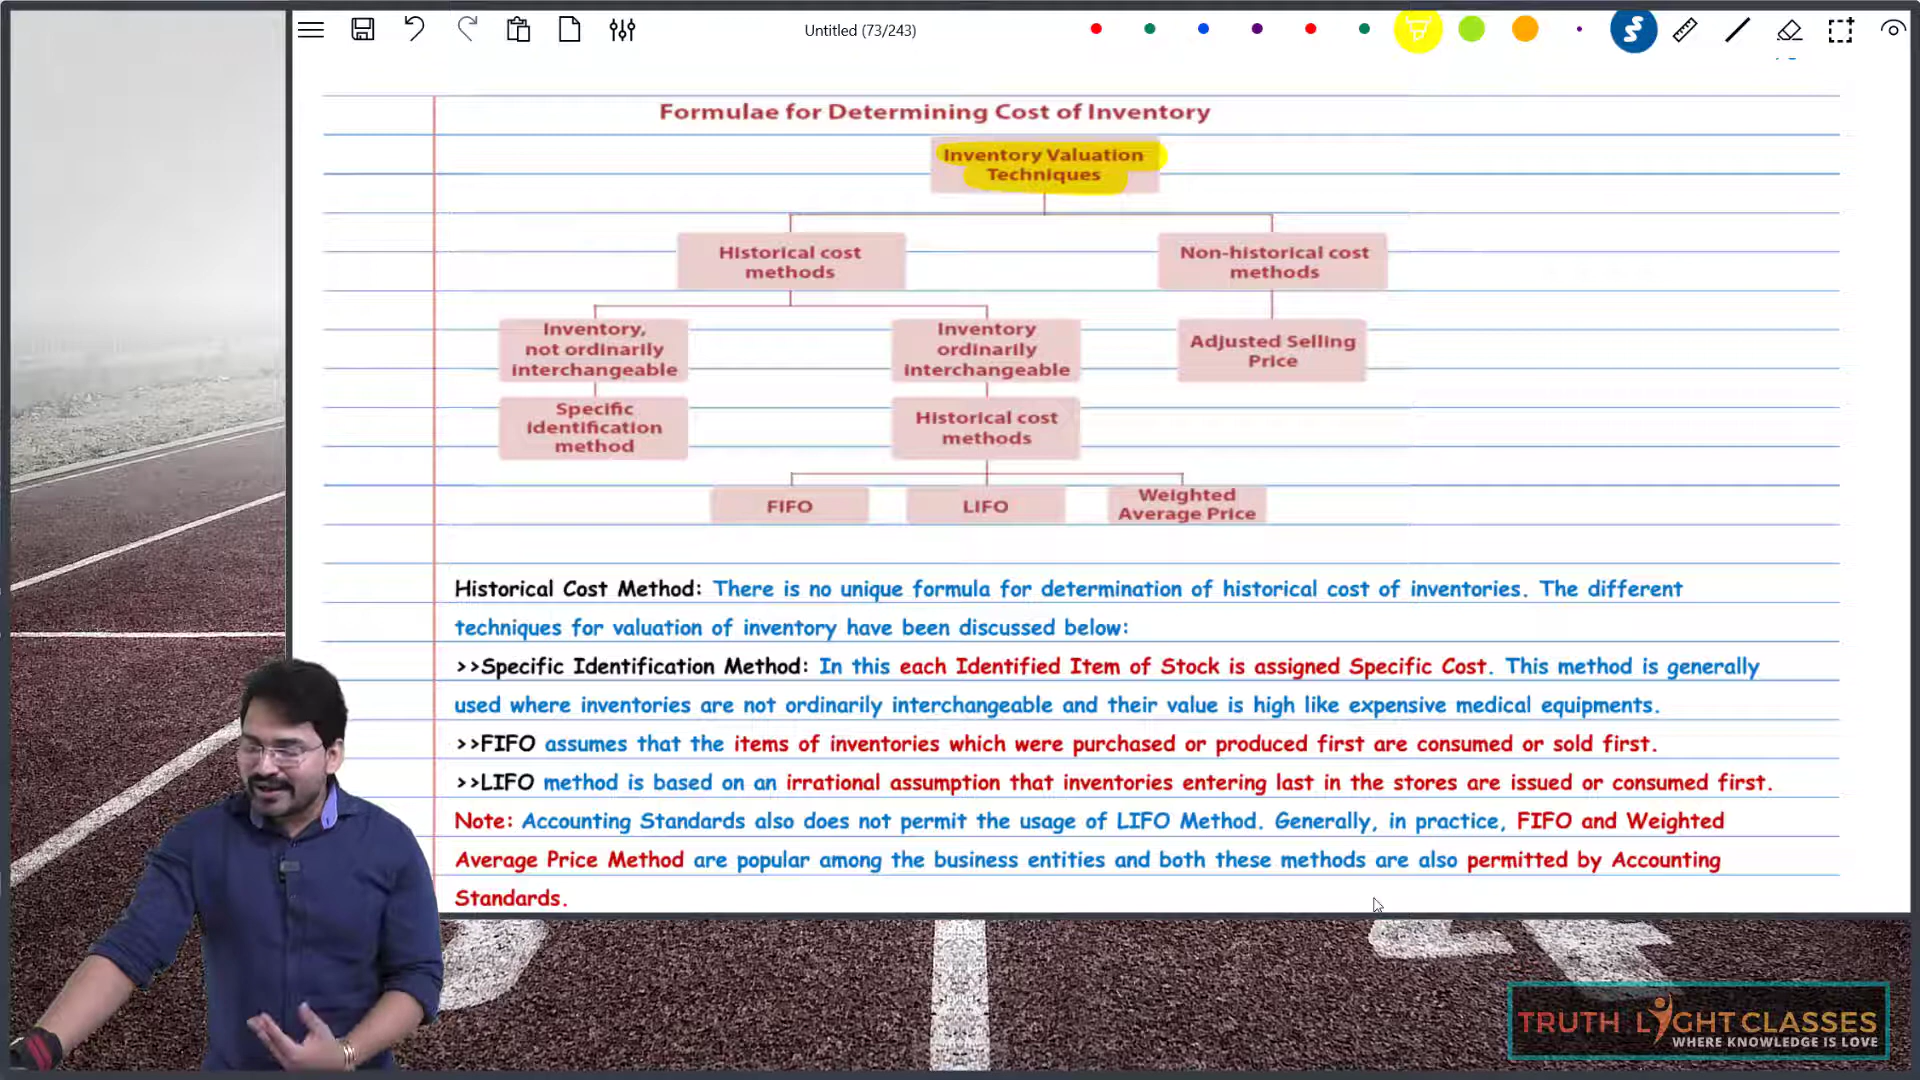 Untitled (73/243)
Formulae for Determining Cost of Inventory
Inventory Valuation
Techniques
Historical cost
methods
Non-historical cost
methods
Inventory,
not ordinarily
interchangeable
Inventory
ordinarily
interchangeable
Adjusted Selling
Price
Specific
identification
method
Historical cost
methods
FIFO
LIFO
Weighted
Average Price
Historical Cost Method: There is no unique formula for determination of historical cost of inventories. The different
techniques for valuation of inventory have been discussed below:
>>Specific Identification Method: In this each Identified Item of Stock is assigned Specific Cost. This method is generally
used where inventories are not ordinarily interchangeable and their value is high like expensive medical equipments.
>>FIFO assumes that the items of inventories which were purchased or produced first are consumed or sold first.
>>LIFO method is based on an irrational assumption that inventories entering last in the stores are issued or consumed first.
Note: Accounting Standards also does not permit the usage of LIFO Method. Generally, in practice, FIFO and Weighted
Average Price Method are popular among the business entities and both these methods are also permitted by Accounting
Standards.
TRUTH LIGHT CLASSES
WHERE KNOWLEDGE IS LOVE